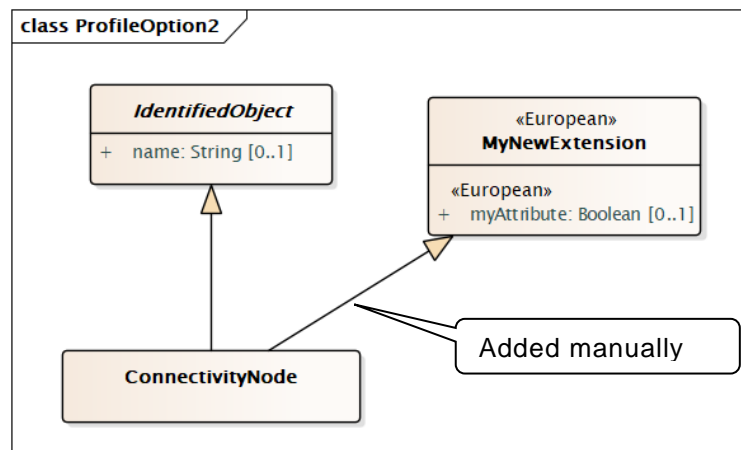 class ProfileOption2
IdentifiedObject
+ name: String [0..1]
«European»
MyNewExtension
«European»
+ myAttribute: Boolean [0..1]
Added manually
ConnectivityNode